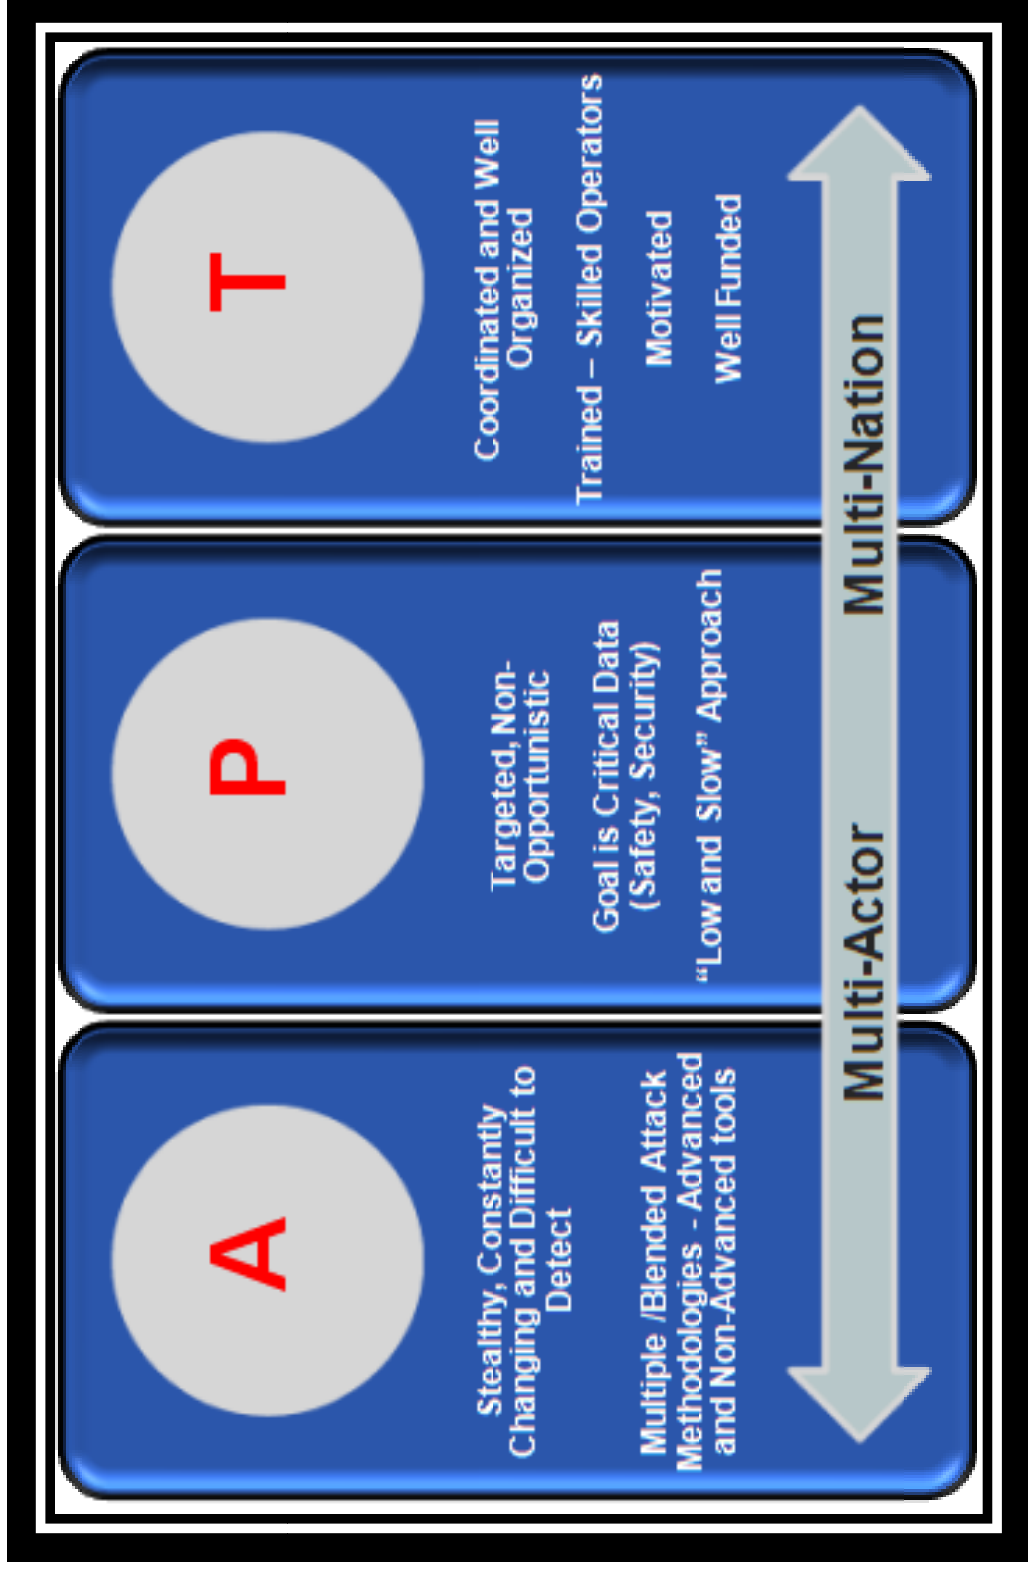 A
Stealthy, Constantly
Changing and Difficult to
Detect
Multiple /Blended Attack
Methodologies - Advanced
and Non-Advanced tools
P
Targeted, Non-
Opportunistic
Goal is Critical Data
(Safety, Security)
“Low and Slow” Approach
T
Coordinated and Well
Organized
Trained – Skilled Operators
Motivated
Well Funded
Multi-Actor Multi-Nation